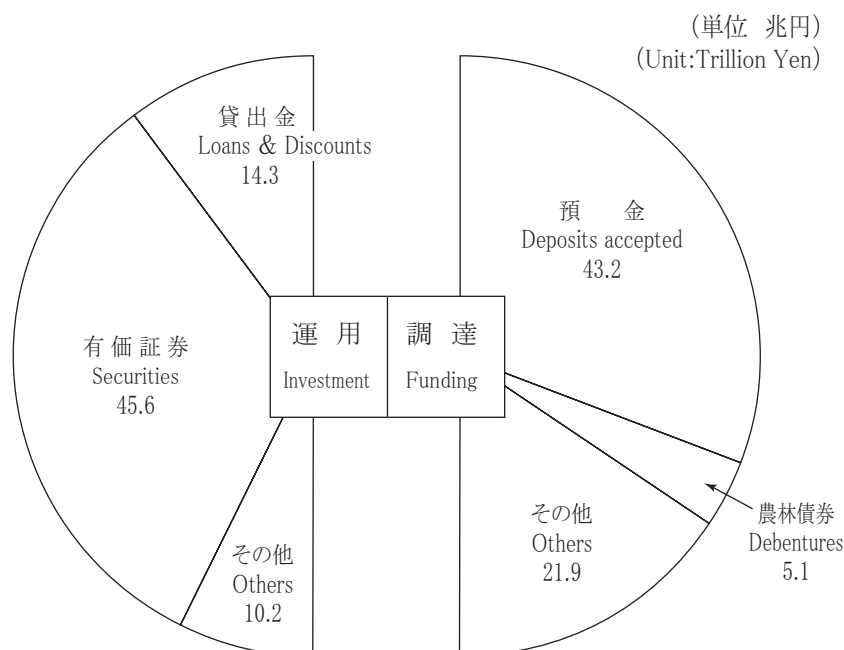 (単位 兆円)
(Unit:Trillion Yen)
貸出金
Loans & Discounts
14.3
預 金
Deposits accepted
43.2
有価証券
Securities
45.6
運用
Investment
調達
Funding
その他
Others
10.2
その他
Others
21.9
農林債券
Debentures
5.1